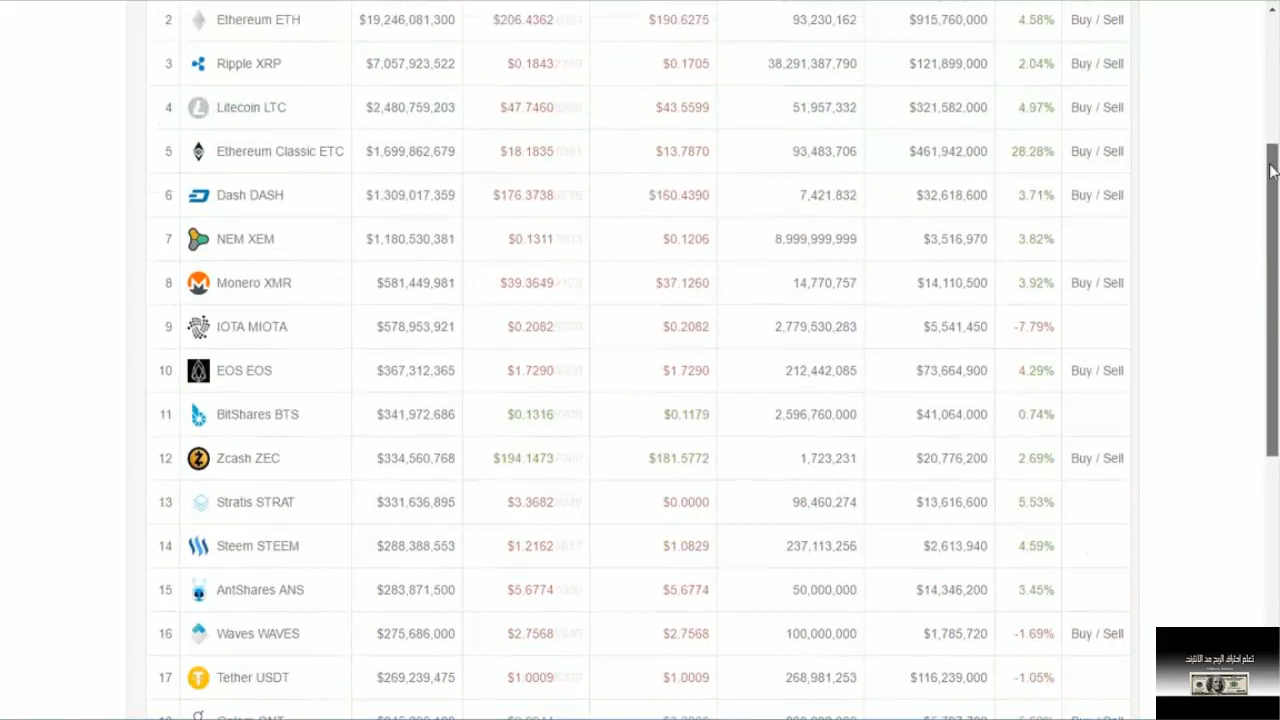 2 Ethereum ETH $19,246,081,300 $206.4362 $190.6275 93,230,162 $915,760,000 4.58% Buy / Sell
3 Ripple XRP $7,057,923,522 $0.1843 $0.1705 38,291,387,790 $121,899,000 2.04% Buy / Sell
4 Litecoin LTC $2,480,759,203 $47.7460 $43.5599 51,957,332 $321,582,000 4.97% Buy / Sell
5 Ethereum Classic ETC $1,699,862,679 $18.1835 $13.7870 93,483,706 $461,942,000 28.28% Buy / Sell
6 Dash DASH $1,309,017,359 $176.3738 $160.4390 7,421,832 $32,618,600 3.71% Buy / Sell
7 NEM XEM $1,180,530,381 $0.1311 $0.1206 8,999,999,999 $3,516,970 3.82%
8 Monero XMR $581,449,981 $39.3649 $37.1260 14,770,757 $14,110,500 3.92% Buy / Sell
9 IOTA MIOTA $578,953,921 $0.2082 $0.2082 2,779,530,283 $5,541,450 -7.79%
10 EOS EOS $367,312,365 $1.7290 $1.7290 212,442,085 $73,664,900 4.29% Buy / Sell
11 BitShares BTS $341,972,686 $0.1316 $0.1179 2,596,760,000 $41,064,000 0.74%
12 Zcash ZEC $334,560,768 $194.1473 $181.5772 1,723,231 $20,776,200 2.69% Buy / Sell
13 Stratis STRAT $331,636,895 $3.3682 $0.0000 98,460,274 $13,616,600 5.53%
14 Steem STEEM $288,388,553 $1.2162 $1.0829 237,113,256 $2,613,940 4.59%
15 AntShares ANS $283,871,500 $5.6774 $5.6774 50,000,000 $14,346,200 3.45%
16 Waves WAVES $275,686,000 $2.7568 $2.7568 100,000,000 $1,785,720 -1.69% Buy / Sell
17 Tether USDT $269,239,475 $1.0009 $1.0009 268,981,253 $116,239,000 -1.05%
تعلم احتراف الربح من الانترنت